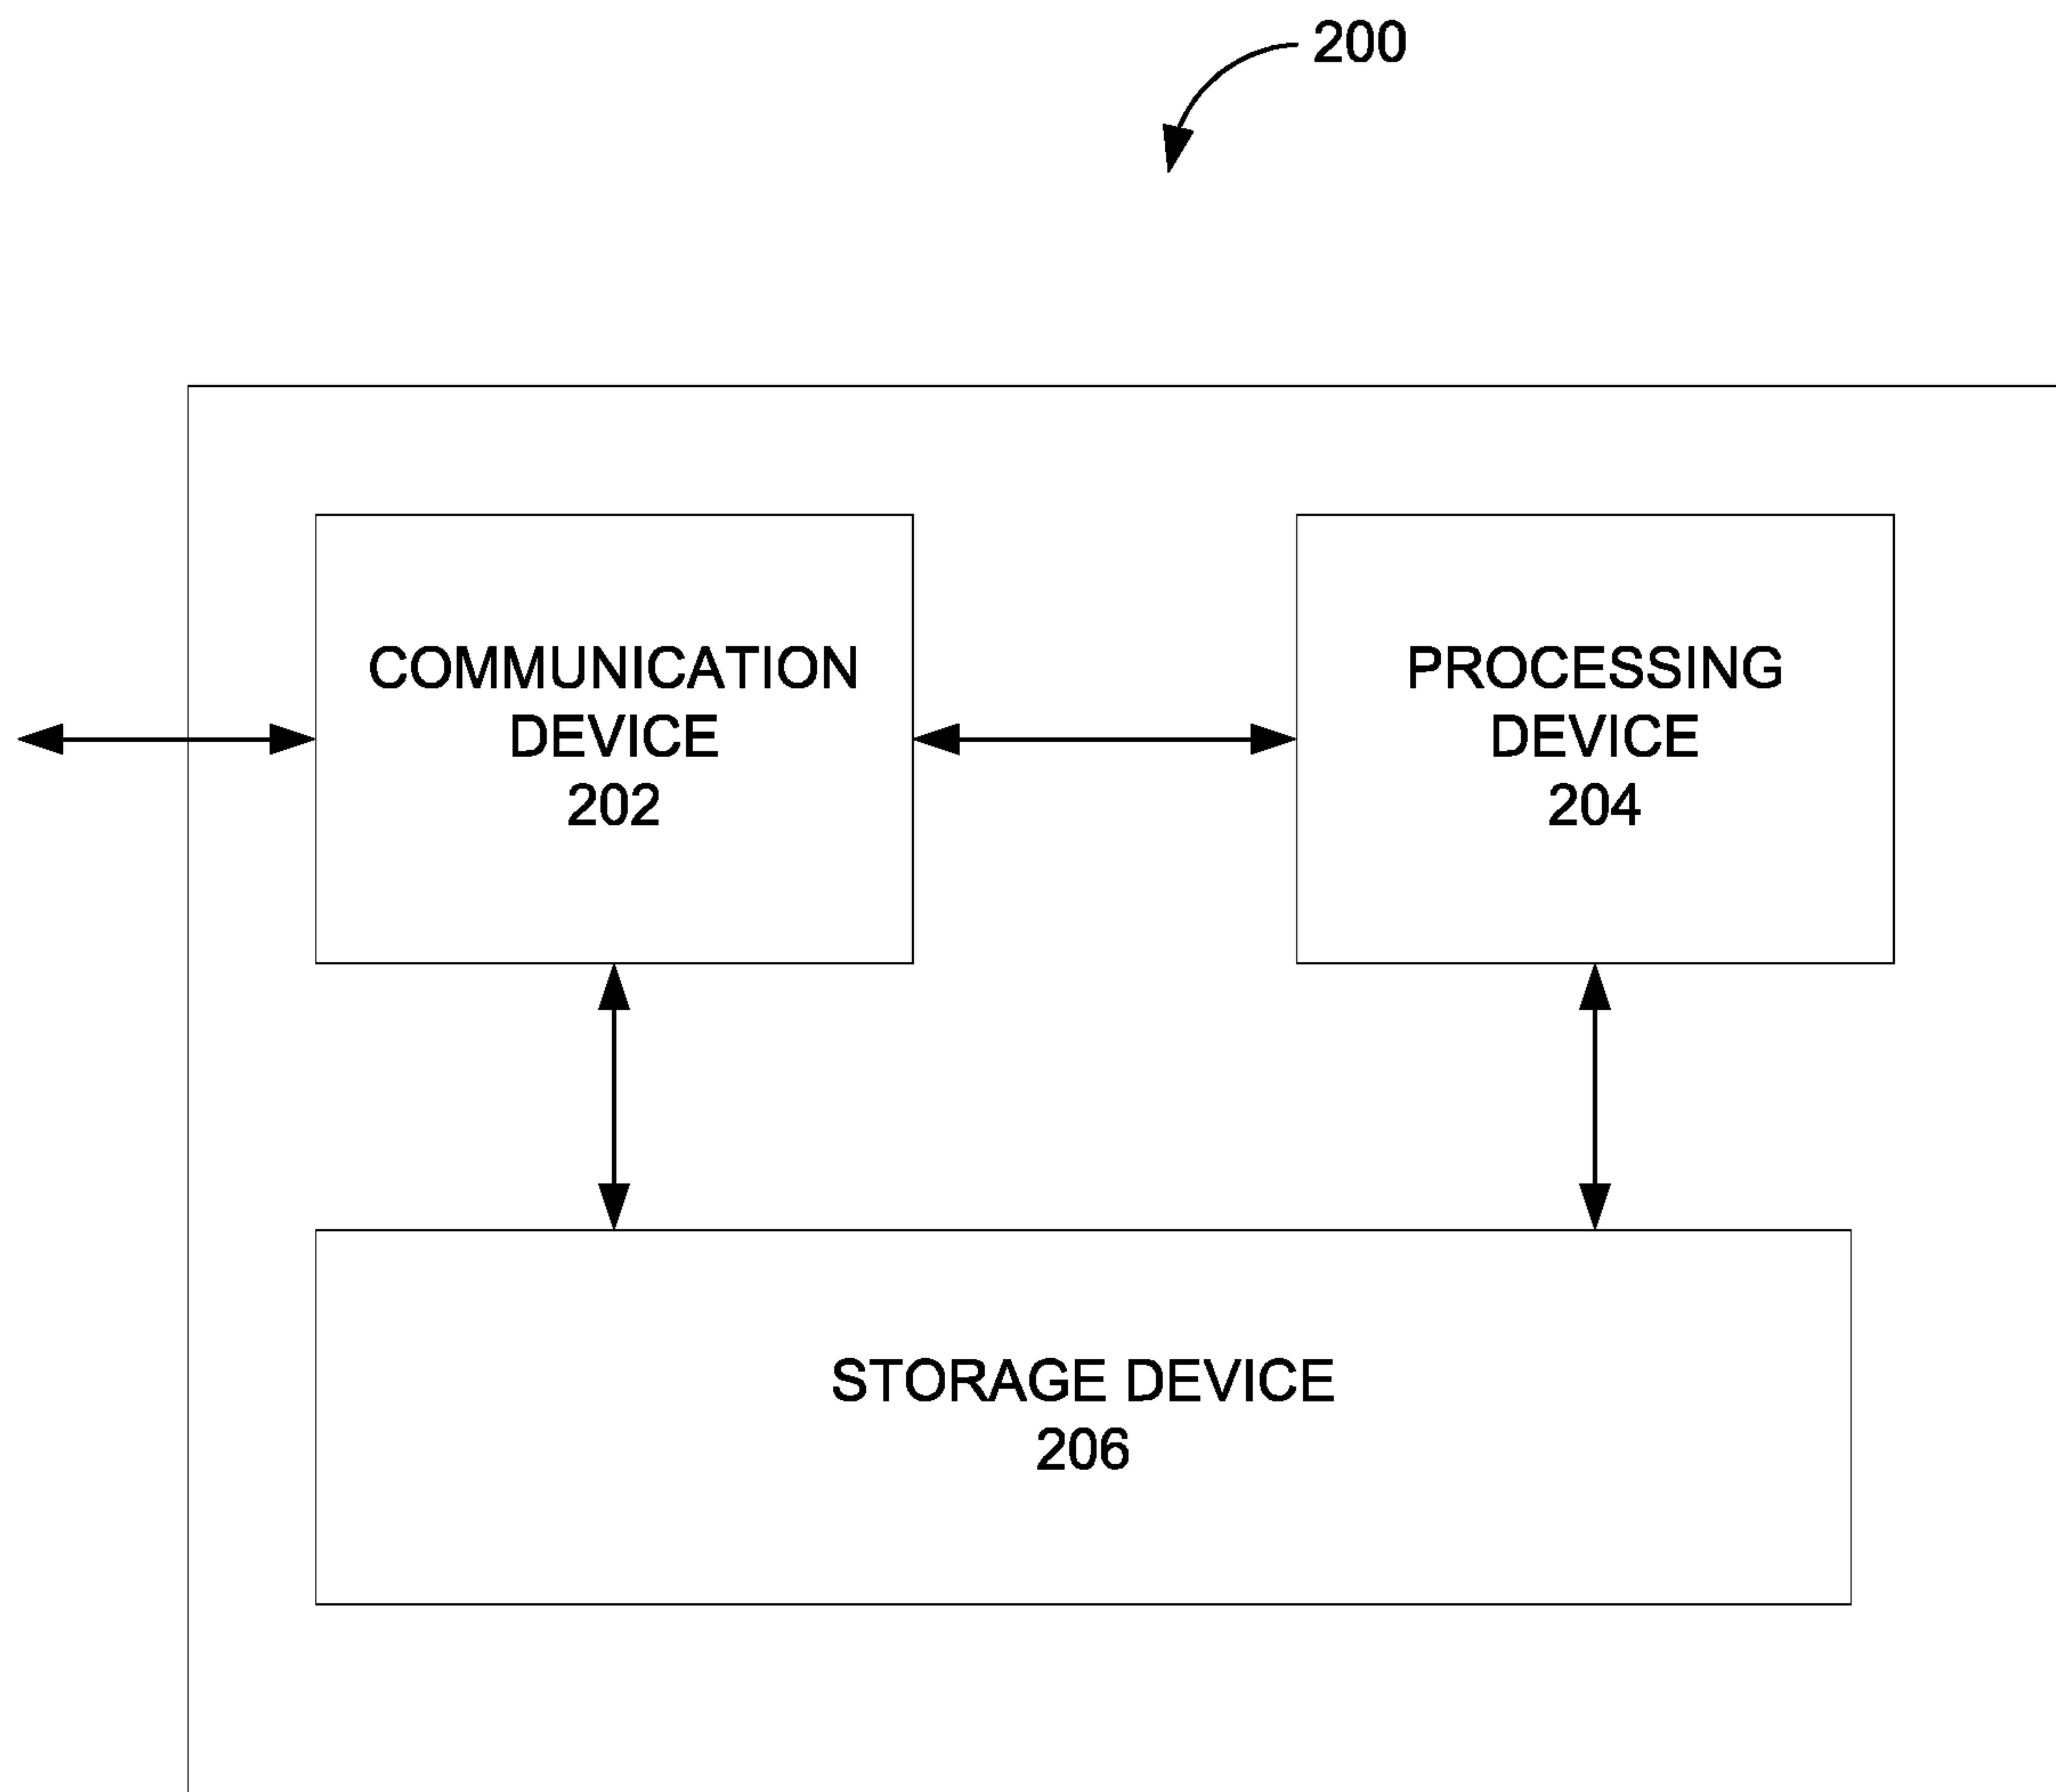 200
COMMUNICATION
DEVICE
202
PROCESSING
DEVICE
204
STORAGE DEVICE
206